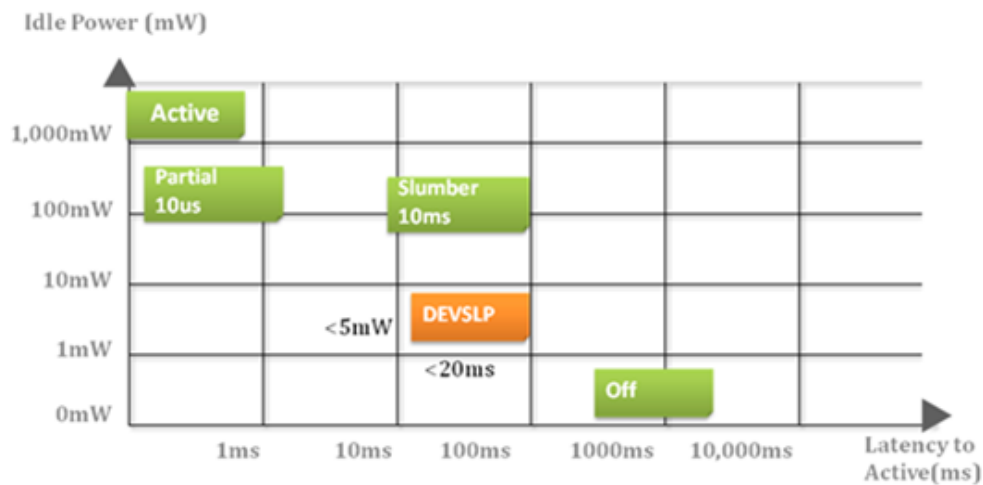 Idle Power (mW)
Active
1,000mW
Partial
10us
Slumber
10ms
100mW
10mW
DEVSLP
<5mW
1mW
<20ms
Off
0mW
1ms
10ms
100ms
1000ms
10,000ms
Latency to
Active(ms)